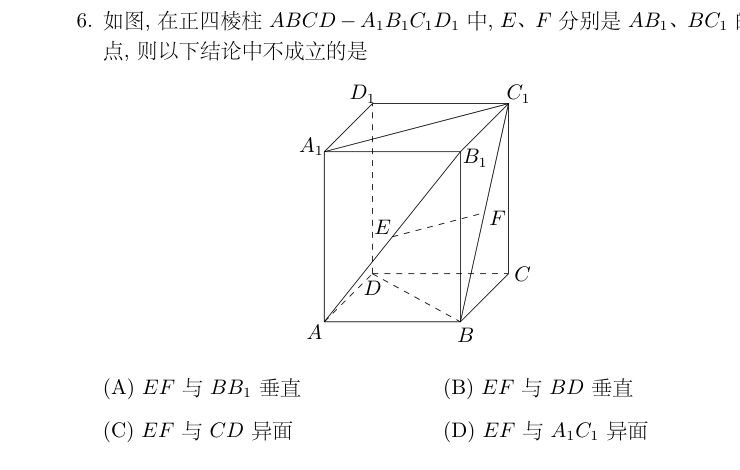 6. 如图, 在正四棱柱 ABCD − A₁B₁C₁D₁ 中, E、F 分别是 AB₁、BC₁
点, 则以下结论中不成立的是
D₁
C₁
A₁
B₁
E
F
D
C
A
B
(A) EF 与 BB₁ 垂直
(B) EF 与 BD 垂直
(C) EF 与 CD 异面
(D) EF 与 A₁C₁ 异面